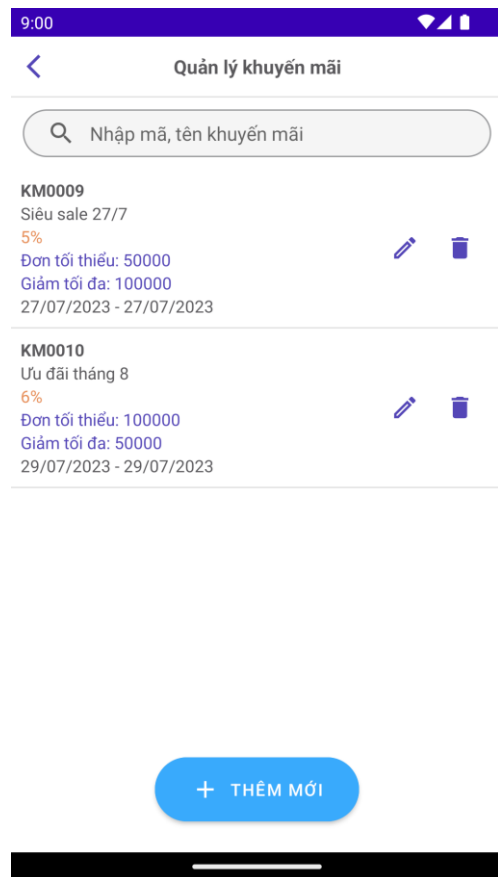 9:00
Quản lý khuyến mãi
Nhập mã, tên khuyến mãi
KM0009
Siêu sale 27/7
5%
Đơn tối thiểu: 50000
Giảm tối đa: 100000
27/07/2023 - 27/07/2023
KM0010
Ưu đãi tháng 8
6%
Đơn tối thiểu: 100000
Giảm tối đa: 50000
29/07/2023 - 29/07/2023
+ THÊM MỚI